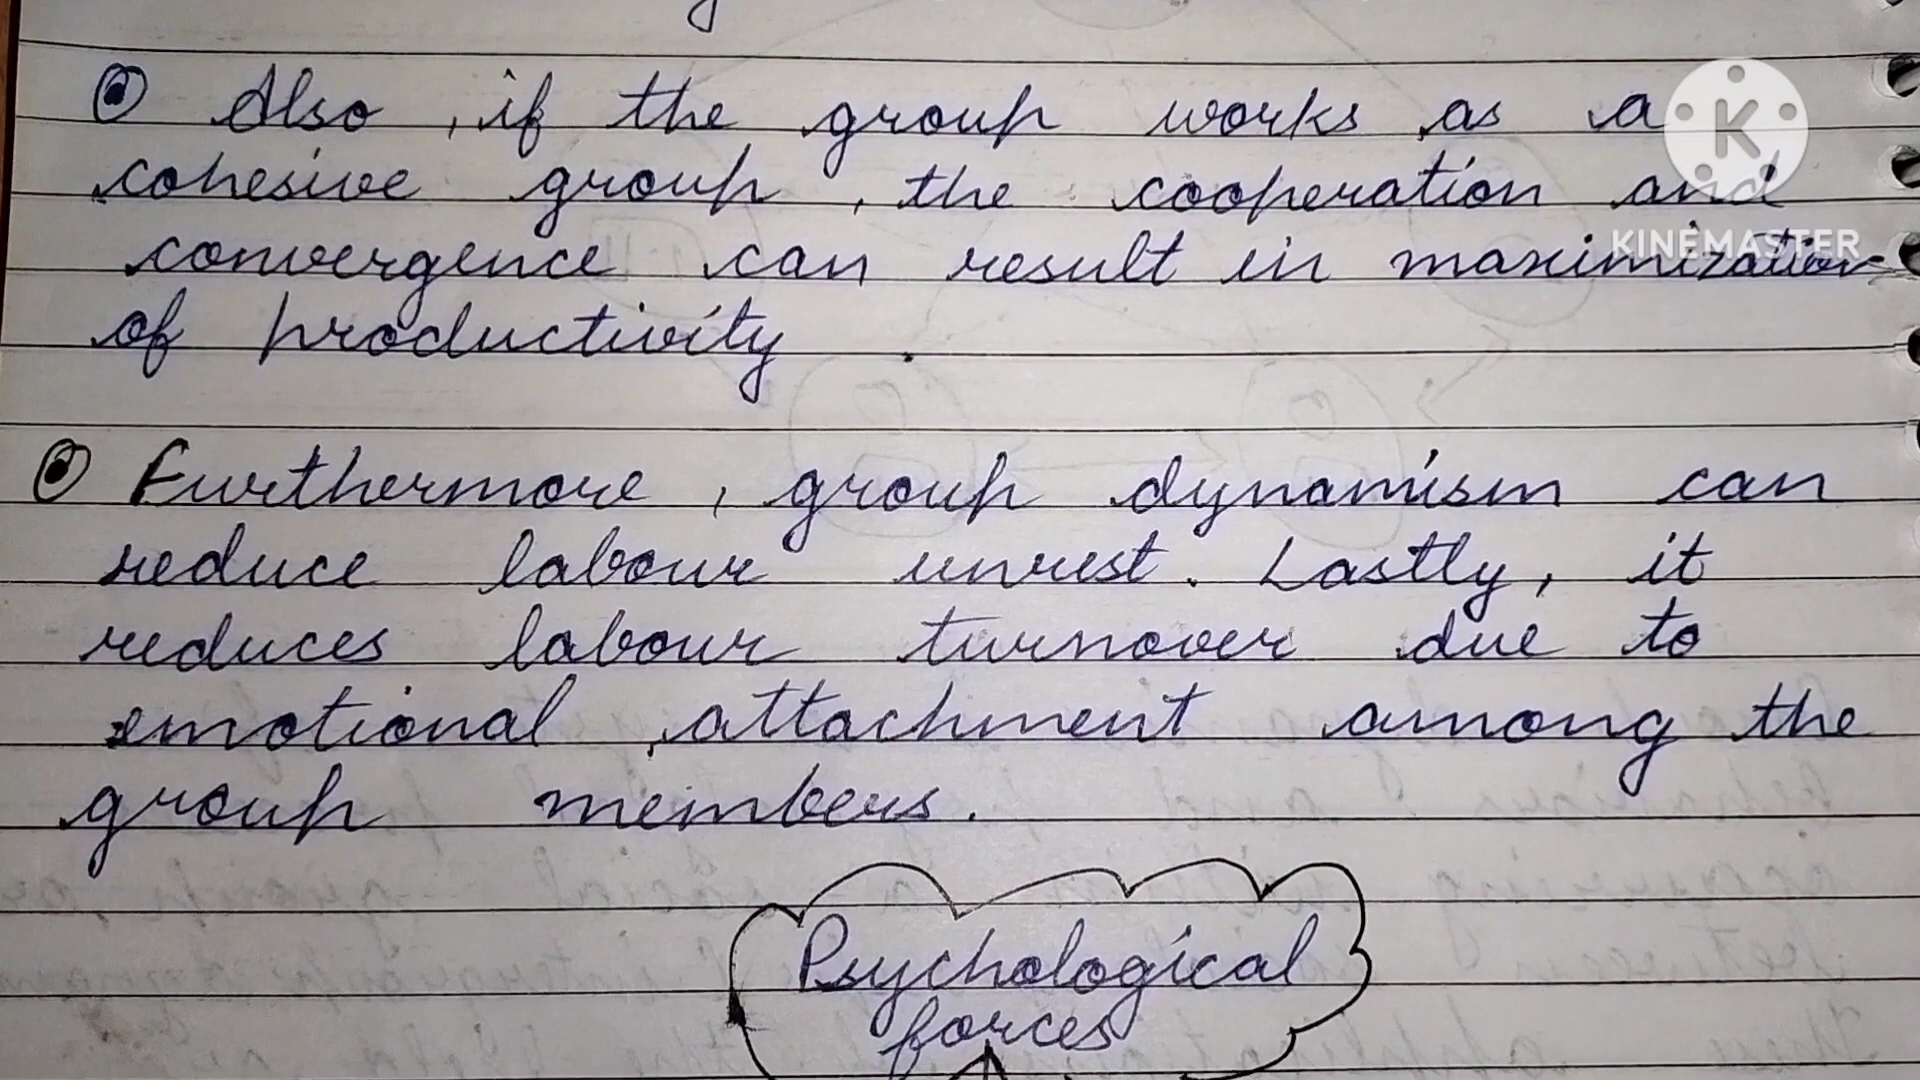 Also, if the group works as a
cohesive group, the cooperation and
convergence can result in maximization
of productivity.
Furthermore, group dynamism can
reduce labour unrest. Lastly, it
reduces labour turnover due to
emotional attachment among the
group members.
Psychological
forces
K
KINEMASTER